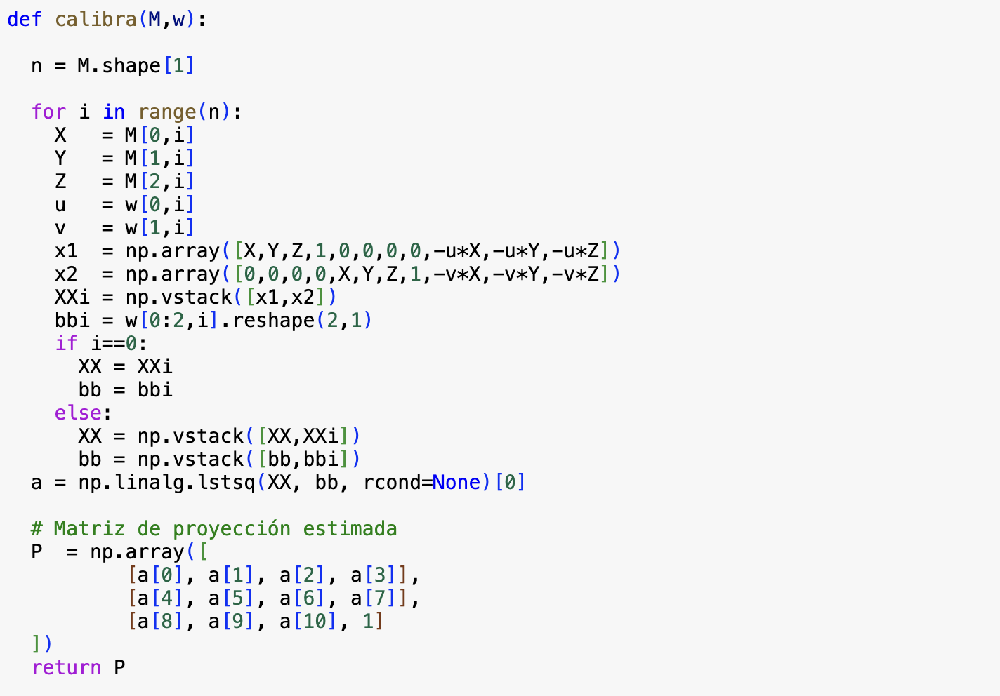 def calibra(M,w):

  n = M.shape[1]

  for i in range(n):
    X   = M[0,i]
    Y   = M[1,i]
    Z   = M[2,i]
    u   = w[0,i]
    v   = w[1,i]
    x1  = np.array([X,Y,Z,1,0,0,0,0,-u*X,-u*Y,-u*Z])
    x2  = np.array([0,0,0,0,X,Y,Z,1,-v*X,-v*Y,-v*Z])
    XXi = np.vstack([x1,x2])
    bbi = w[0:2,i].reshape(2,1)
    if i==0:
      XX = XXi
      bb = bbi
    else:
      XX = np.vstack([XX,XXi])
      bb = np.vstack([bb,bbi])
  a = np.linalg.lstsq(XX, bb, rcond=None)[0]

  # Matriz de proyección estimada
  P  = np.array([
          [a[0], a[1], a[2], a[3]],
          [a[4], a[5], a[6], a[7]],
          [a[8], a[9], a[10], 1]
  ])
  return P